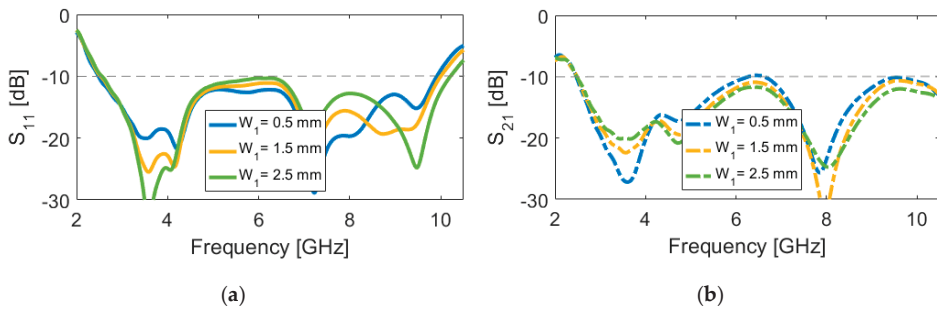 0
-10
-20
-30
S11 [dB]
2 4 6 8 10
Frequency [GHz]
W1= 0.5 mm
W1= 1.5 mm
W1= 2.5 mm
(a)
0
-10
-20
-30
S21 [dB]
2 4 6 8 10
Frequency [GHz]
W1= 0.5 mm
W1= 1.5 mm
W1= 2.5 mm
(b)